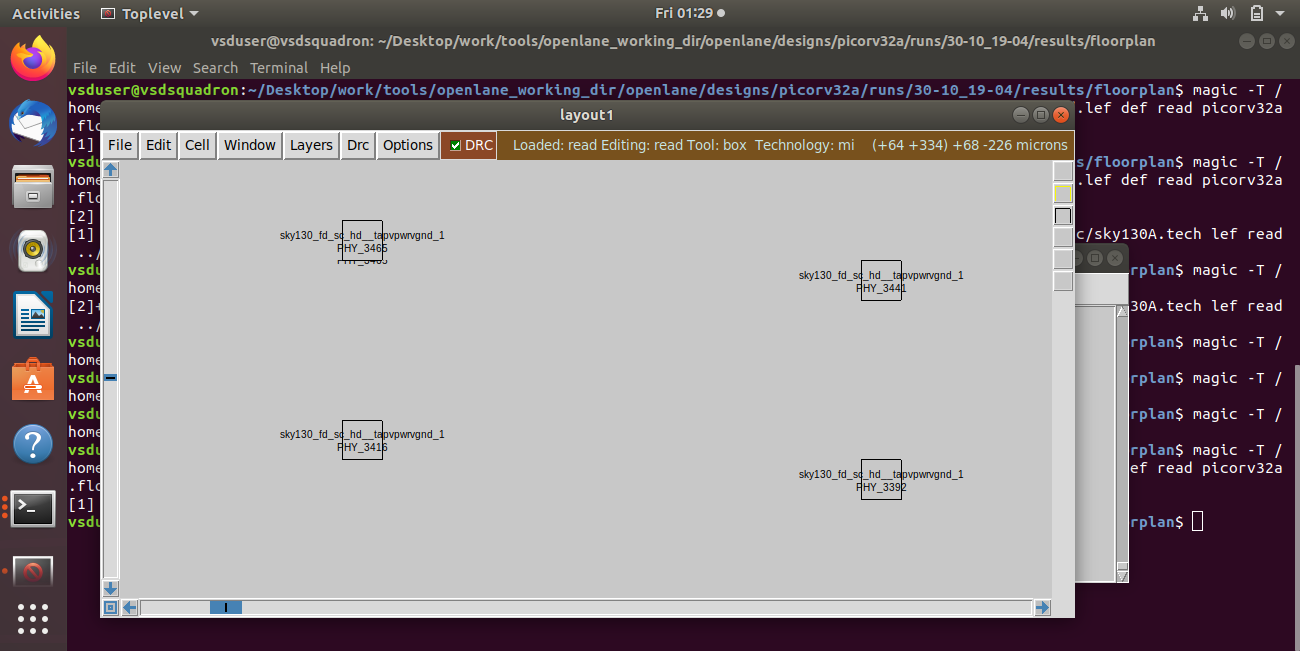 Activities Toplevel Fri 01:29
vsduser@vsdsquadron: ~/Desktop/work/tools/openlane_working_dir/openlane/designs/picorv32a/runs/30-10_19-04/results/floorplan
File Edit View Search Terminal Help
vsduser@vsdsquadron:~/Desktop/work/tools/openlane_working_dir/openlane/designs/picorv32a/runs/30-10_19-04/results/floorplan$ magic -T /
home .lef def read picorv32a
.flo
[1]
vsdu s/floorplan$ magic -T /
home .lef def read picorv32a
.flo
[2]
[1] c/sky130A.tech lef read
../
vsdu rplan$ magic -T /
home
[2]+ 30A.tech lef read
../
vsdu rplan$ magic -T /
home
vsdu rplan$ magic -T /
home
vsdu rplan$ magic -T /
home
vsdu rplan$ magic -T /
home ef read picorv32a
.flo
[1]
vsdu rplan$
layout1
File Edit Cell Window Layers Drc Options DRC Loaded: read Editing: read Tool: box Technology: mi (+64 +334) +68 -226 microns
sky130_fd_sc_hd__tapvpwrvgnd_1
PHY_3465
sky130_fd_sc_hd__tapvpwrvgnd_1
PHY_3441
sky130_fd_sc_hd__tapvpwrvgnd_1
PHY_3416
sky130_fd_sc_hd__tapvpwrvgnd_1
PHY_3392